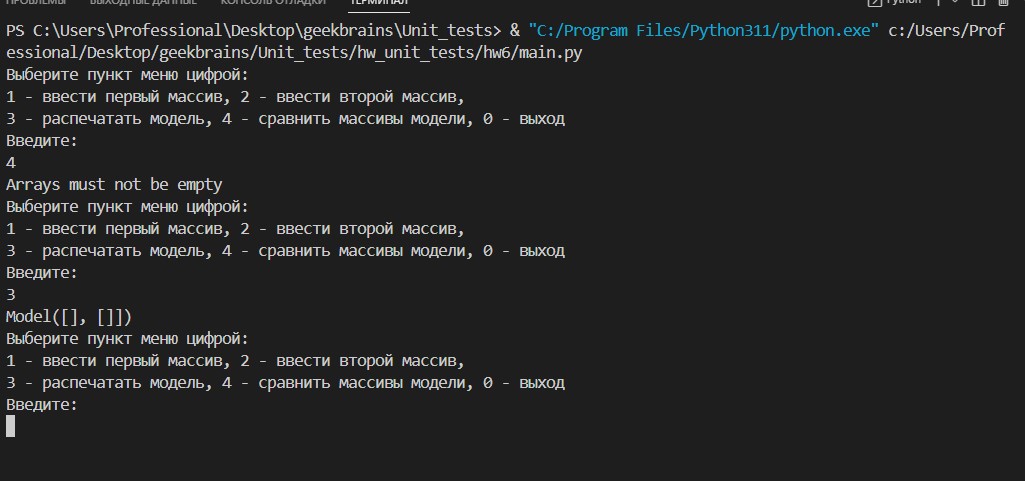 ПРОБЛЕМЫ ВЫХОДНЫЕ ДАННЫЕ КОНСОЛЬ ОТЛАДКИ ТЕРМИНАЛ Python
PS C:\Users\Professional\Desktop\geekbrains\Unit_tests> & "C:/Program Files/Python311/python.exe" c:/Users/Prof
essional/Desktop/geekbrains/Unit_tests/hw_unit_tests/hw6/main.py
Выберите пункт меню цифрой:
1 - ввести первый массив, 2 - ввести второй массив,
3 - распечатать модель, 4 - сравнить массивы модели, 0 - выход
Введите:
4
Arrays must not be empty
Выберите пункт меню цифрой:
1 - ввести первый массив, 2 - ввести второй массив,
3 - распечатать модель, 4 - сравнить массивы модели, 0 - выход
Введите:
3
Model([], []])
Выберите пункт меню цифрой:
1 - ввести первый массив, 2 - ввести второй массив,
3 - распечатать модель, 4 - сравнить массивы модели, 0 - выход
Введите: